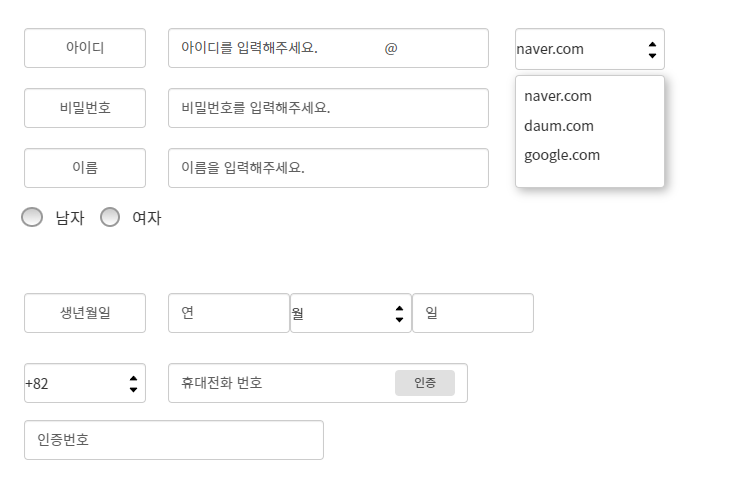 아이디 아이디를 입력해주세요. @ naver.com
naver.com
비밀번호 비밀번호를 입력해주세요.
daum.com
google.com
이름 이름을 입력해주세요.
남자 여자
생년월일 연 월 일
+82 휴대전화 번호 인증
인증번호